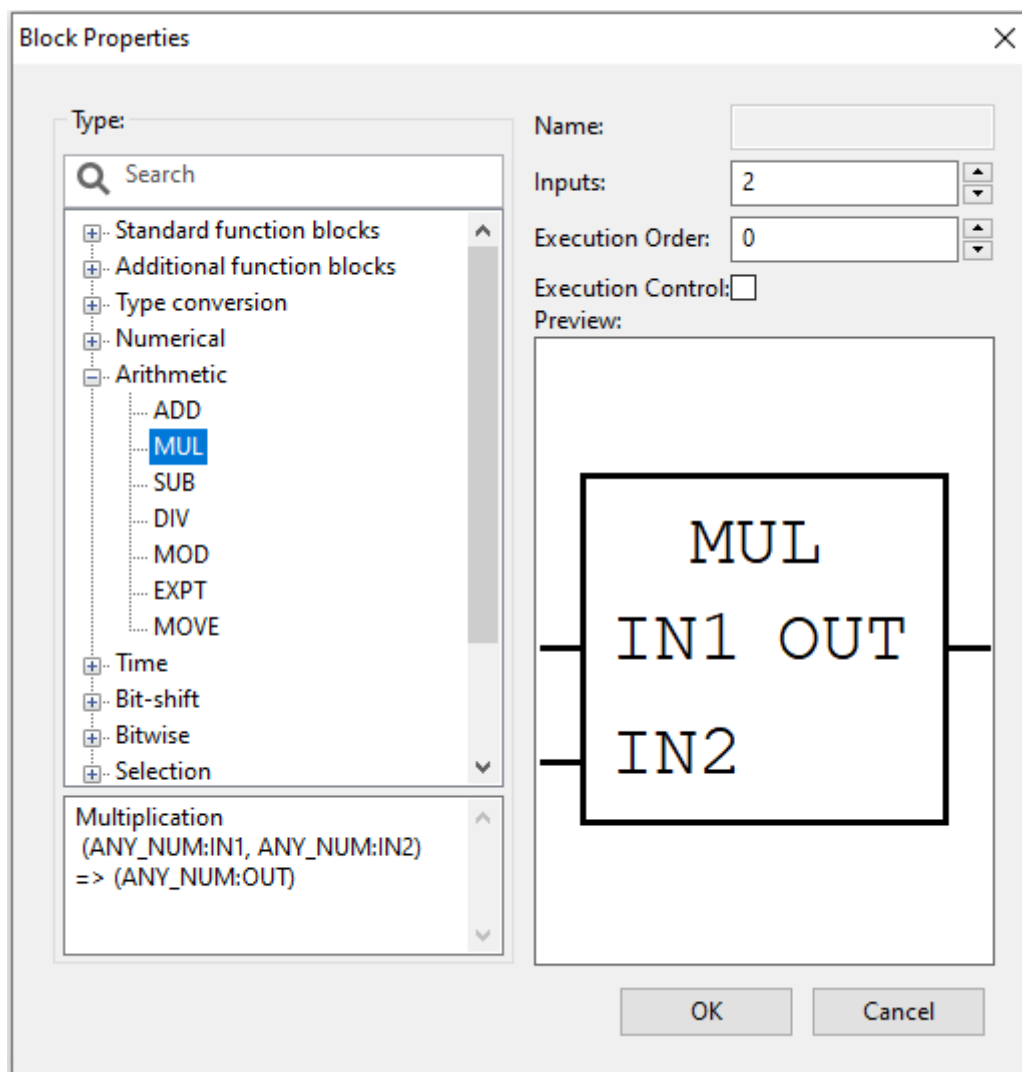 Block Properties
Type:
Search
Standard function blocks
Additional function blocks
Type conversion
Numerical
Arithmetic
ADD
MUL
SUB
DIV
MOD
EXPT
MOVE
Time
Bit-shift
Bitwise
Selection
Multiplication
(ANY_NUM:IN1, ANY_NUM:IN2)
=> (ANY_NUM:OUT)
Name:
Inputs: 2
Execution Order: 0
Execution Control:
Preview:
MUL
IN1 OUT
IN2
OK Cancel